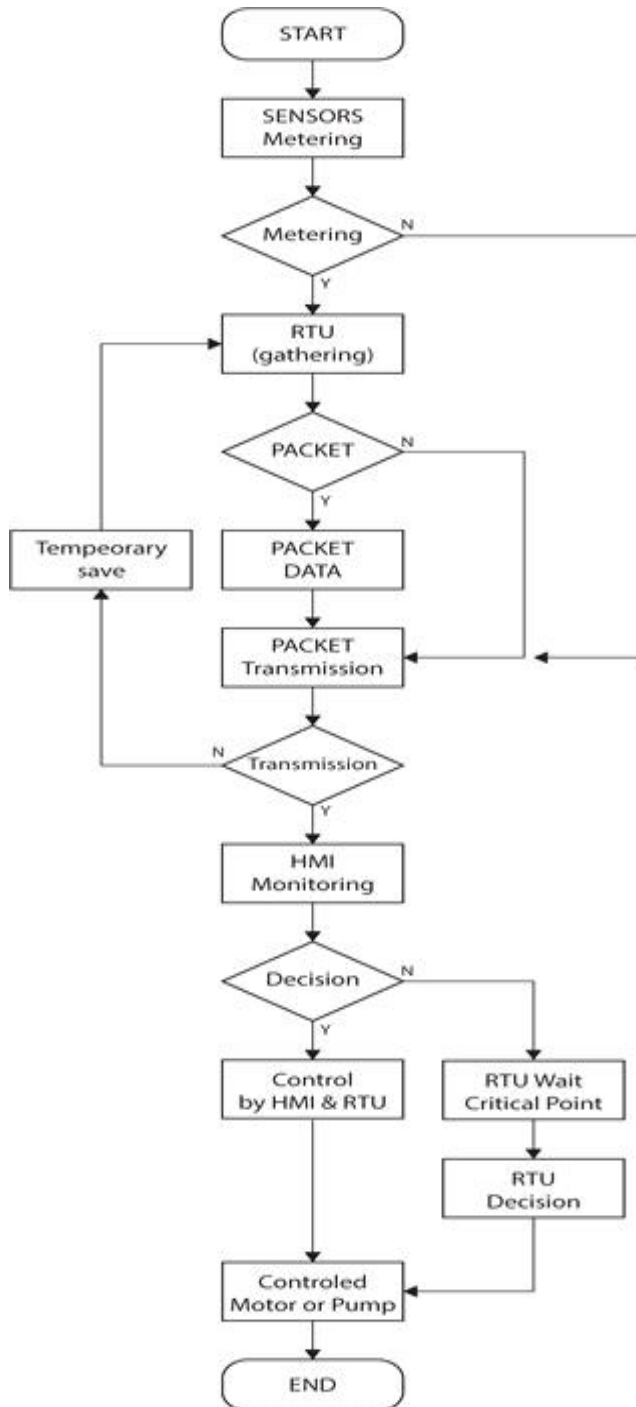 START
SENSORS
Metering
Metering
N
Y
RTU
(gathering)
PACKET
N
Y
Tempeorary
save
PACKET
DATA
PACKET
Transmission
N
Transmission
Y
HMI
Monitoring
Decision
N
Y
Control
by HMI & RTU
RTU Wait
Critical Point
RTU
Decision
Controled
Motor or Pump
END